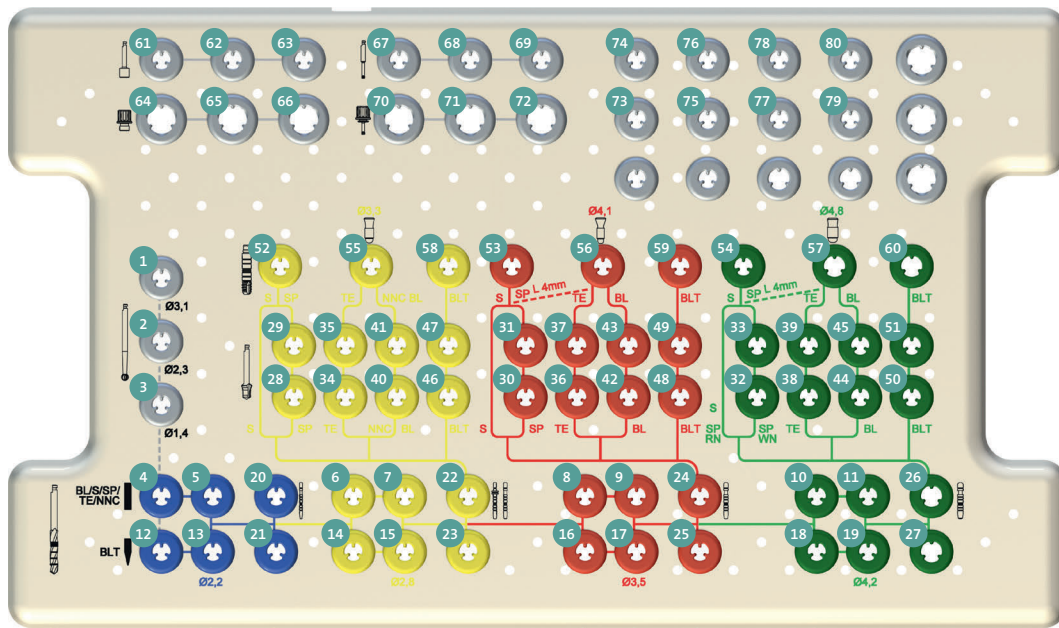 61 62 63 67 68 69 74 76 78 80
64 65 66 70 71 72 73 75 77 79
Ø3,3 Ø4,1 Ø4,8
52 55 58 53 56 59 54 57 60
1
S SP TE NNC BL BLT S SP L 4mm TE BL BLT S SP L 4mm TE BL BLT
Ø3,1
2 29 35 41 47 31 37 43 49 33 39 45 51
Ø2,3
3 28 34 40 46 30 36 42 48 32 38 44 50
Ø1,4
S SP TE NNC BL BLT S SP TE BL BLT S SP RN SP WN TE BL BLT
4 5 20 6 7 22 8 9 24 10 11 26
BL/S/SP/
TE/NNC
12 13 21 14 15 23 16 17 25 18 19 27
BLT
Ø2,2 Ø2,8 Ø3,5 Ø4,2